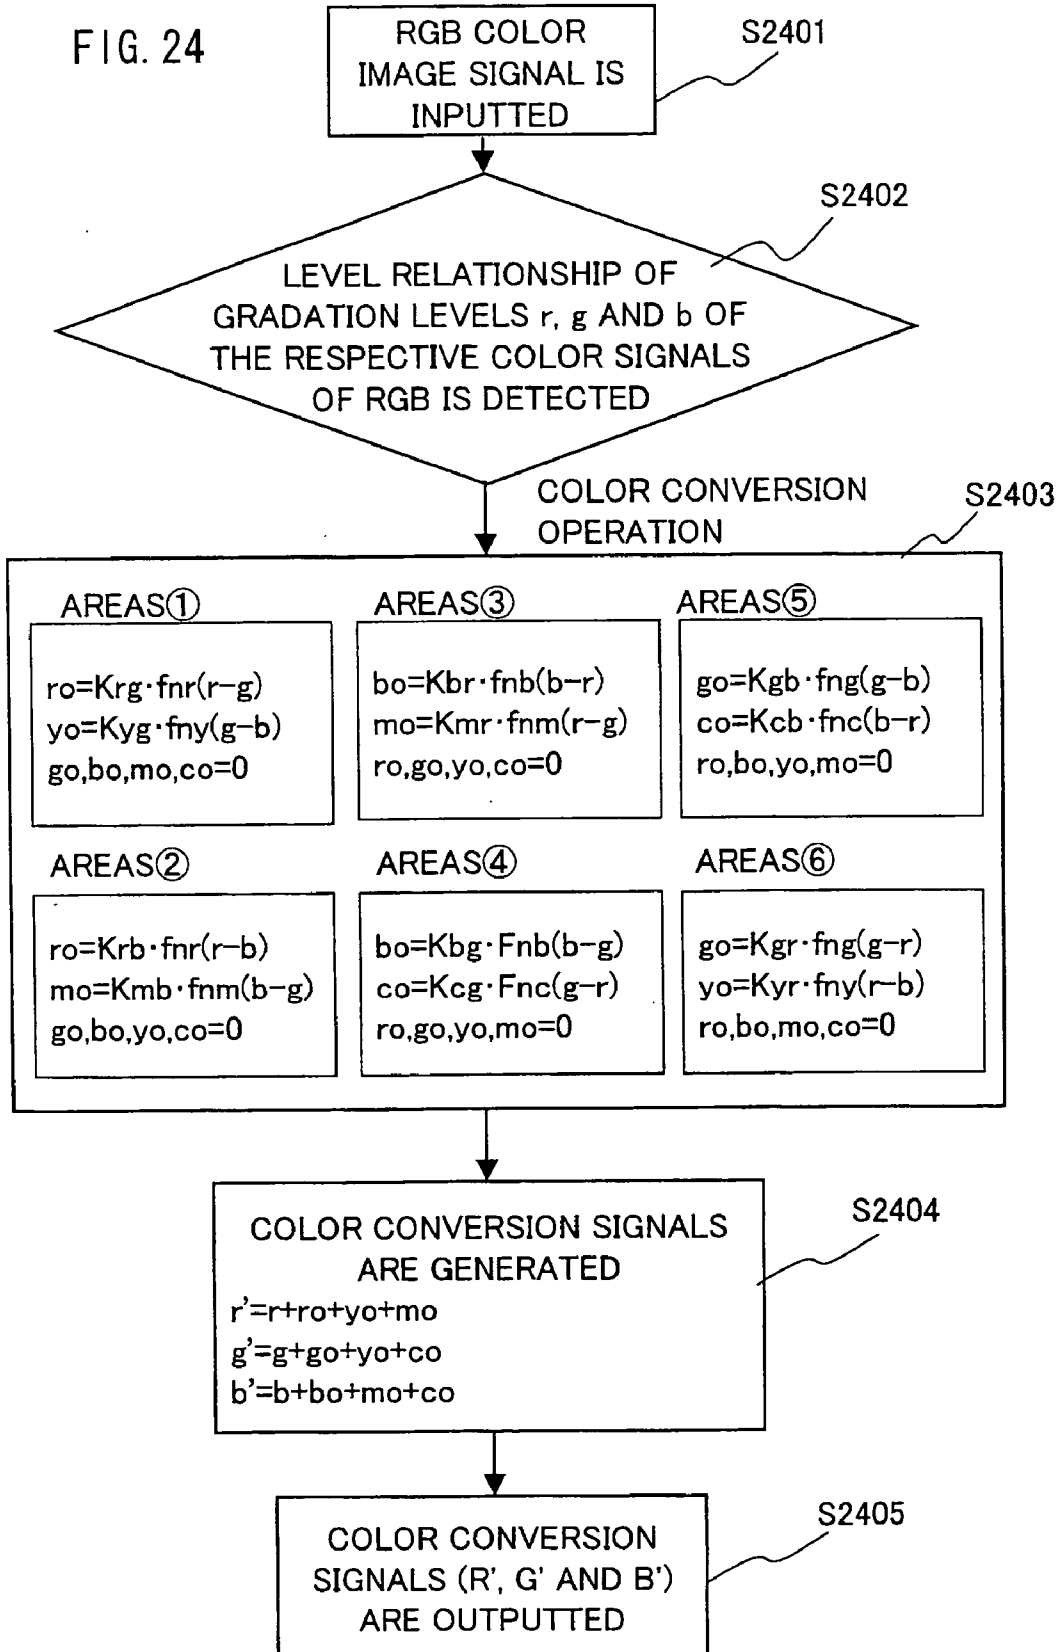 FIG. 24
RGB COLOR
IMAGE SIGNAL IS
INPUTTED
S2401
S2402
LEVEL RELATIONSHIP OF
GRADATION LEVELS r, g AND b OF
THE RESPECTIVE COLOR SIGNALS
OF RGB IS DETECTED
COLOR CONVERSION
OPERATION
S2403
AREAS①
ro=Krg·fnr(r-g)
yo=Kyg·fny(g-b)
go,bo,mo,co=0
AREAS③
bo=Kbr·fnb(b-r)
mo=Kmr·fnm(r-g)
ro,go,yo,co=0
AREAS⑤
go=Kgb·fng(g-b)
co=Kcb·fnc(b-r)
ro,bo,yo,mo=0
AREAS②
ro=Krb·fnr(r-b)
mo=Kmb·fnm(b-g)
go,bo,yo,co=0
AREAS④
bo=Kbg·Fnb(b-g)
co=Kcg·Fnc(g-r)
ro,go,yo,mo=0
AREAS⑥
go=Kgr·fng(g-r)
yo=Kyr·fny(r-b)
ro,bo,mo,co=0
COLOR CONVERSION SIGNALS
ARE GENERATED
r'=r+ro+yo+mo
g'=g+go+yo+co
b'=b+bo+mo+co
S2404
COLOR CONVERSION
SIGNALS (R', G' AND B')
ARE OUTPUTTED
S2405